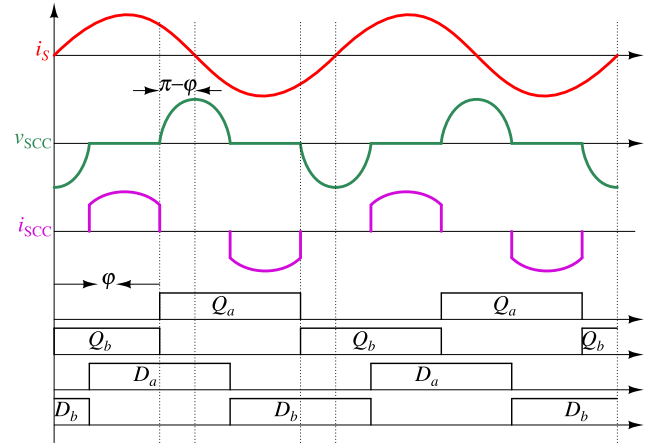 i_S
π−φ
v_SCC
i_SCC
φ
Q_a Q_a
Q_b Q_b Q_b
D_a D_a
D_b D_b D_b